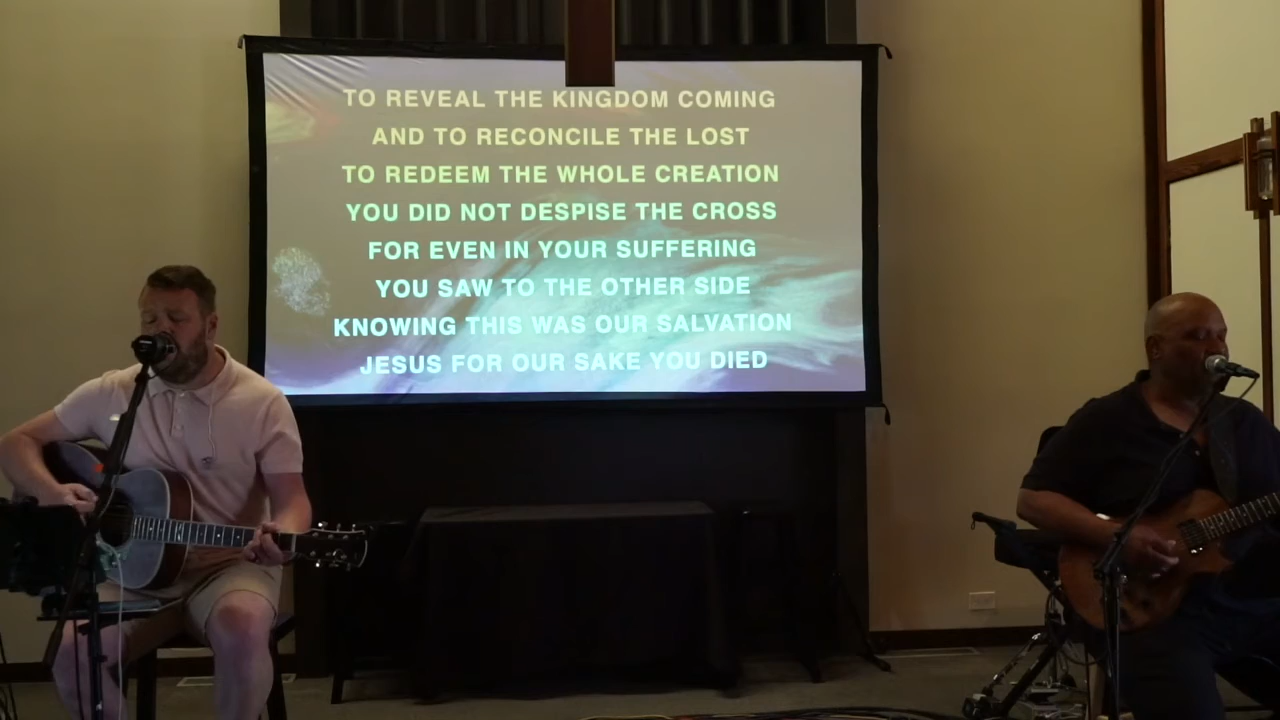 TO REVEAL THE KINGDOM COMING
AND TO RECONCILE THE LOST
TO REDEEM THE WHOLE CREATION
YOU DID NOT DESPISE THE CROSS
FOR EVEN IN YOUR SUFFERING
YOU SAW TO THE OTHER SIDE
KNOWING THIS WAS OUR SALVATION
JESUS FOR OUR SAKE YOU DIED